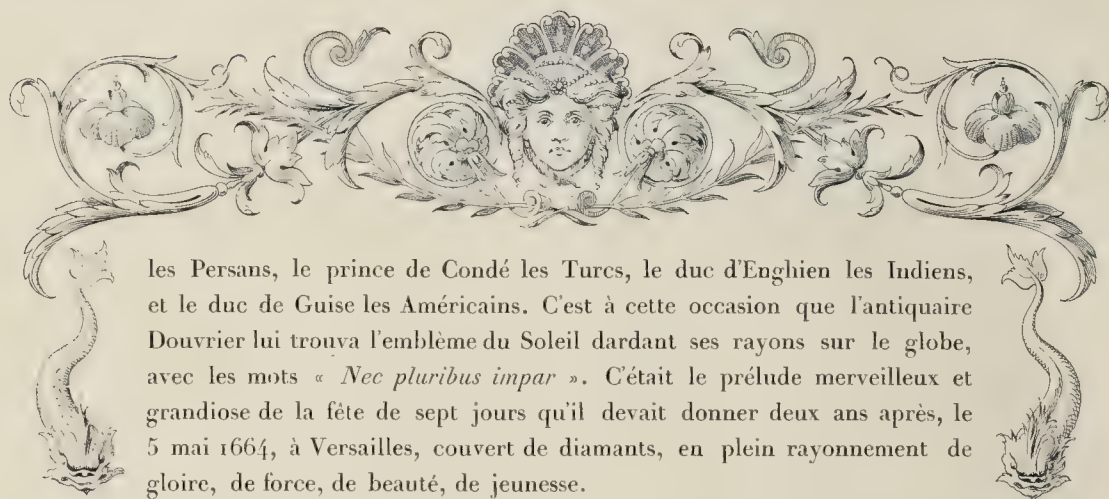 les Persans, le prince de Condé les Turcs, le duc d'Enghien les Indiens,
et le duc de Guise les Américains. C'est à cette occasion que l'antiquaire
Douvrier lui trouva l'emblème du Soleil dardant ses rayons sur le globe,
avec les mots « Nec pluribus impar ». C'était le prélude merveilleux et
grandiose de la fête de sept jours qu'il devait donner deux ans après, le
5 mai 1664, à Versailles, couvert de diamants, en plein rayonnement de
gloire, de force, de beauté, de jeunesse.